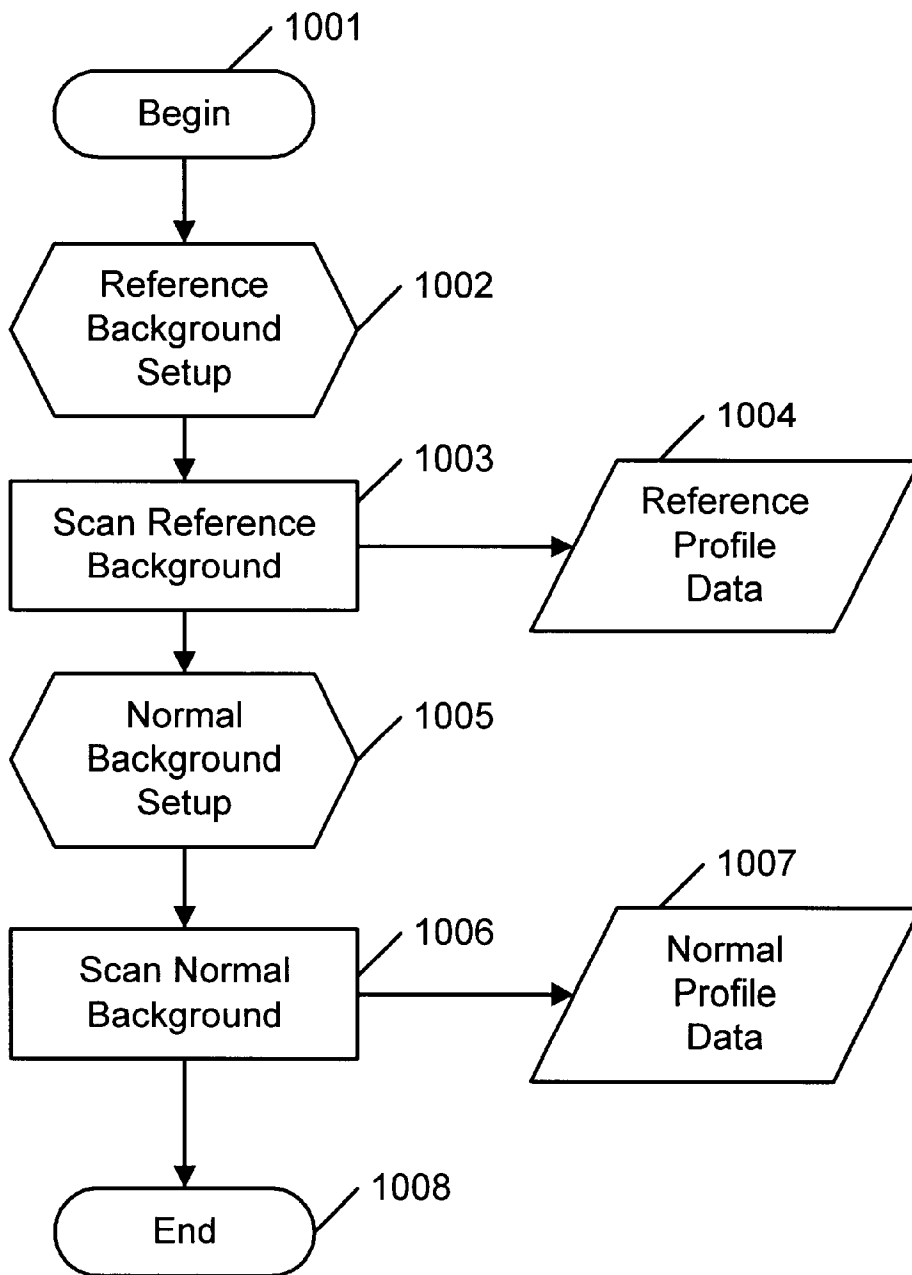 1001
Begin
Reference
Background
Setup
1002
1003
Scan Reference
Background
1004
Reference
Profile
Data
Normal
Background
Setup
1005
1006
Scan Normal
Background
1007
Normal
Profile
Data
End
1008